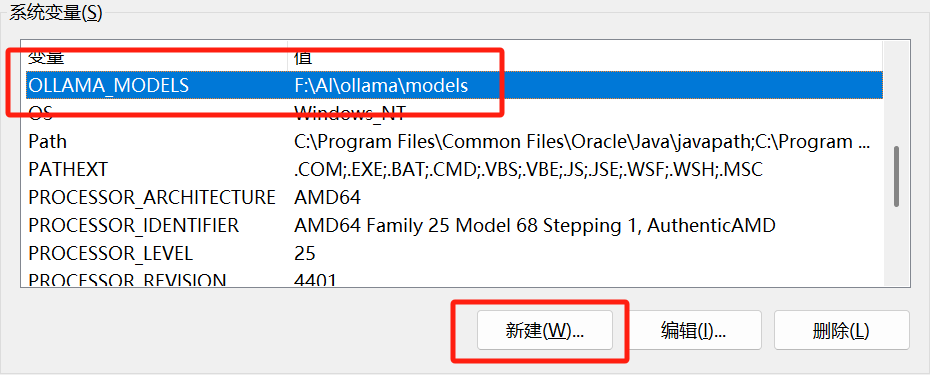 系统变量(S)
变量 值
OLLAMA_MODELS F:\AI\ollama\models
OS Windows_NT
Path C:\Program Files\Common Files\Oracle\Java\javapath;C:\Program ...
PATHEXT .COM;.EXE;.BAT;.CMD;.VBS;.VBE;.JS;.JSE;.WSF;.WSH;.MSC
PROCESSOR_ARCHITECTURE AMD64
PROCESSOR_IDENTIFIER AMD64 Family 25 Model 68 Stepping 1, AuthenticAMD
PROCESSOR_LEVEL 25
PROCESSOR_REVISION 4401
新建(W)... 编辑(I)... 删除(L)